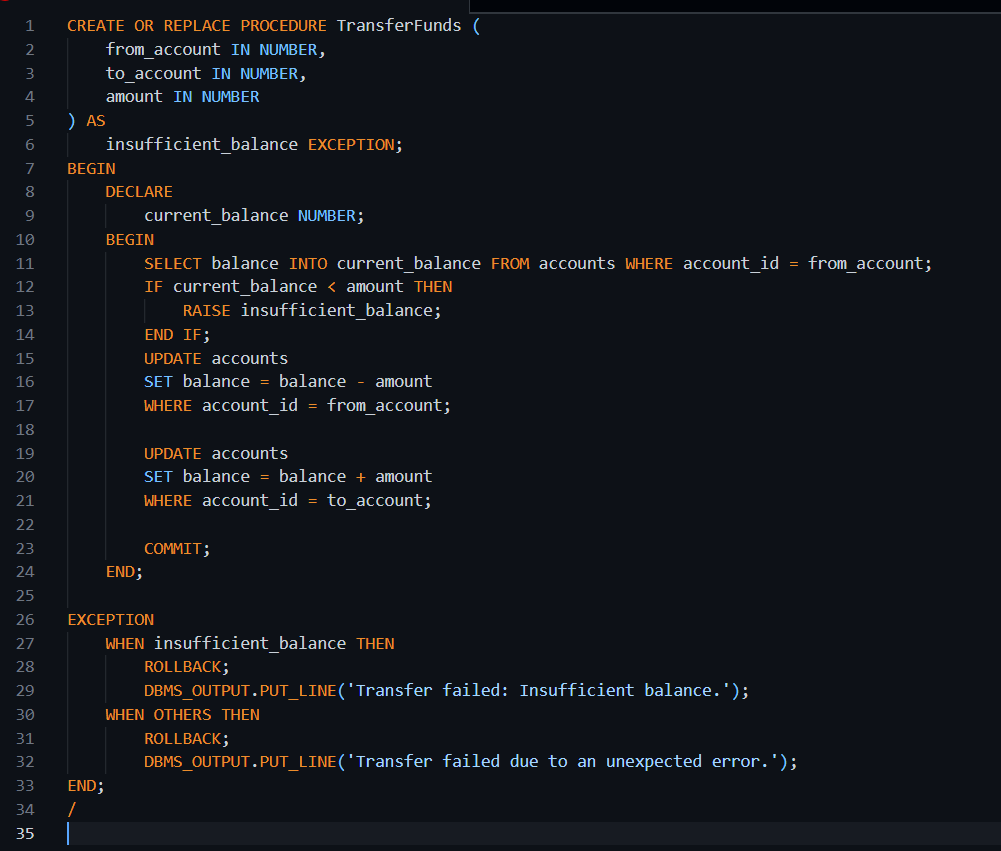 1 CREATE OR REPLACE PROCEDURE TransferFunds (
2     from_account IN NUMBER,
3     to_account IN NUMBER,
4     amount IN NUMBER
5 ) AS
6     insufficient_balance EXCEPTION;
7 BEGIN
8     DECLARE
9         current_balance NUMBER;
10     BEGIN
11         SELECT balance INTO current_balance FROM accounts WHERE account_id = from_account;
12         IF current_balance < amount THEN
13             RAISE insufficient_balance;
14         END IF;
15         UPDATE accounts
16         SET balance = balance - amount
17         WHERE account_id = from_account;
18
19         UPDATE accounts
20         SET balance = balance + amount
21         WHERE account_id = to_account;
22
23         COMMIT;
24     END;
25
26 EXCEPTION
27     WHEN insufficient_balance THEN
28         ROLLBACK;
29         DBMS_OUTPUT.PUT_LINE('Transfer failed: Insufficient balance.');
30     WHEN OTHERS THEN
31         ROLLBACK;
32         DBMS_OUTPUT.PUT_LINE('Transfer failed due to an unexpected error.');
33 END;
34 /
35